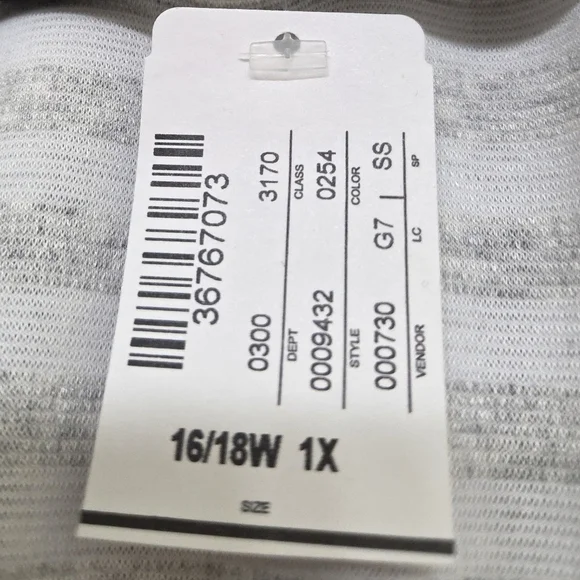 36767073
0300 3170
DEPT CLASS
0009432 0254
STYLE COLOR
000730 G7 | SS
VENDOR LC SP
16/18W 1X
SIZE